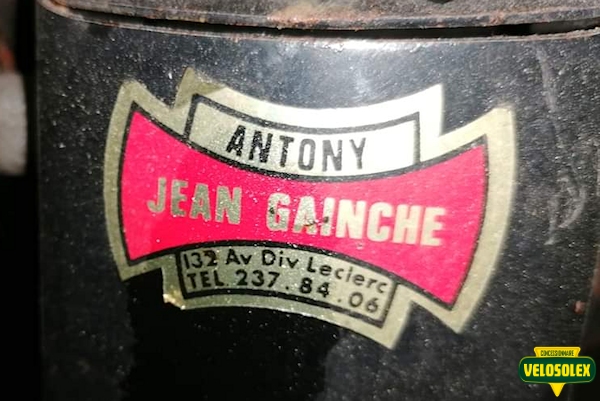 ANTONY
JEAN GAINCHE
132 Av Div Leclerc
TEL 237.84.06
CONCESSIONNAIRE
VELOSOLEX